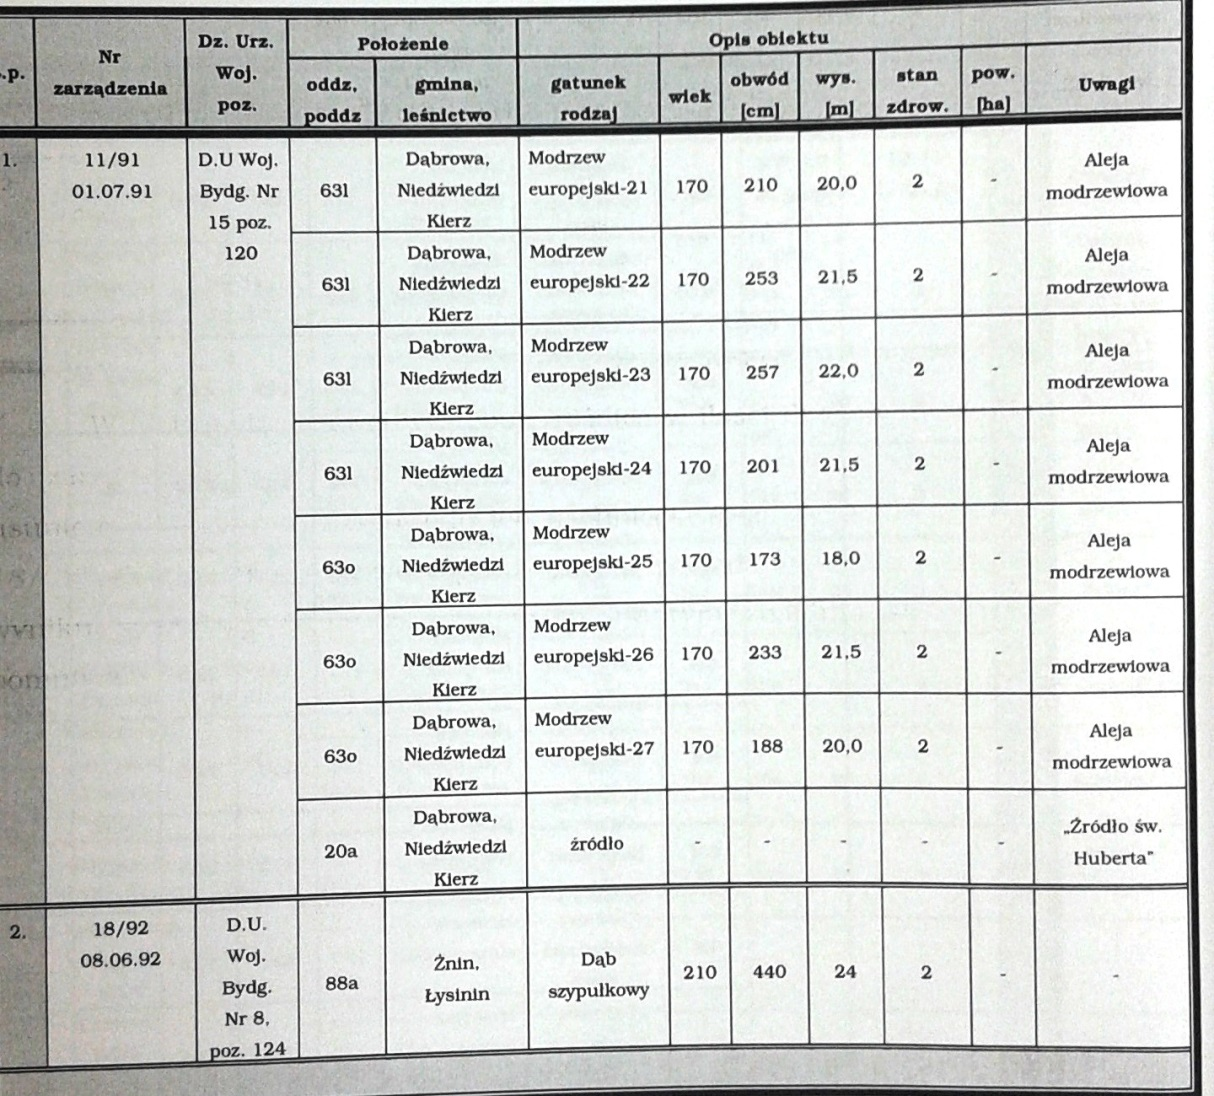 .p.
Nr
zarządzenia
Dz. Urz.
Woj.
poz.
Położenie
Opis obiektu
oddz,
poddz
gmina,
leśnictwo
gatunek
rodzaj
wiek
obwód
[cm]
wys.
[m]
stan
zdrow.
pow.
[ha]
Uwagi
1.
11/91
01.07.91
D.U Woj.
Bydg. Nr
15 poz.
120
63l
Dąbrowa,
Niedźwiedzi
Kierz
Modrzew
europejski-21
170
210
20,0
2
-
Aleja
modrzewiowa
63l
Dąbrowa,
Niedźwiedzi
Kierz
Modrzew
europejski-22
170
253
21,5
2
-
Aleja
modrzewiowa
63l
Dąbrowa,
Niedźwiedzi
Kierz
Modrzew
europejski-23
170
257
22,0
2
-
Aleja
modrzewiowa
63l
Dąbrowa,
Niedźwiedzi
Kierz
Modrzew
europejski-24
170
201
21,5
2
-
Aleja
modrzewiowa
63o
Dąbrowa,
Niedźwiedzi
Kierz
Modrzew
europejski-25
170
173
18,0
2
-
Aleja
modrzewiowa
63o
Dąbrowa,
Niedźwiedzi
Kierz
Modrzew
europejski-26
170
233
21,5
2
-
Aleja
modrzewiowa
63o
Dąbrowa,
Niedźwiedzi
Kierz
Modrzew
europejski-27
170
188
20,0
2
-
Aleja
modrzewiowa
20a
Dąbrowa,
Niedźwiedzi
Kierz
źródło
-
-
-
-
-
„Źródło św.
Huberta"
2.
18/92
08.06.92
D.U.
Woj.
Bydg.
Nr 8,
poz. 124
88a
Żnin,
Łysinin
Dąb
szypulkowy
210
440
24
2
-
-